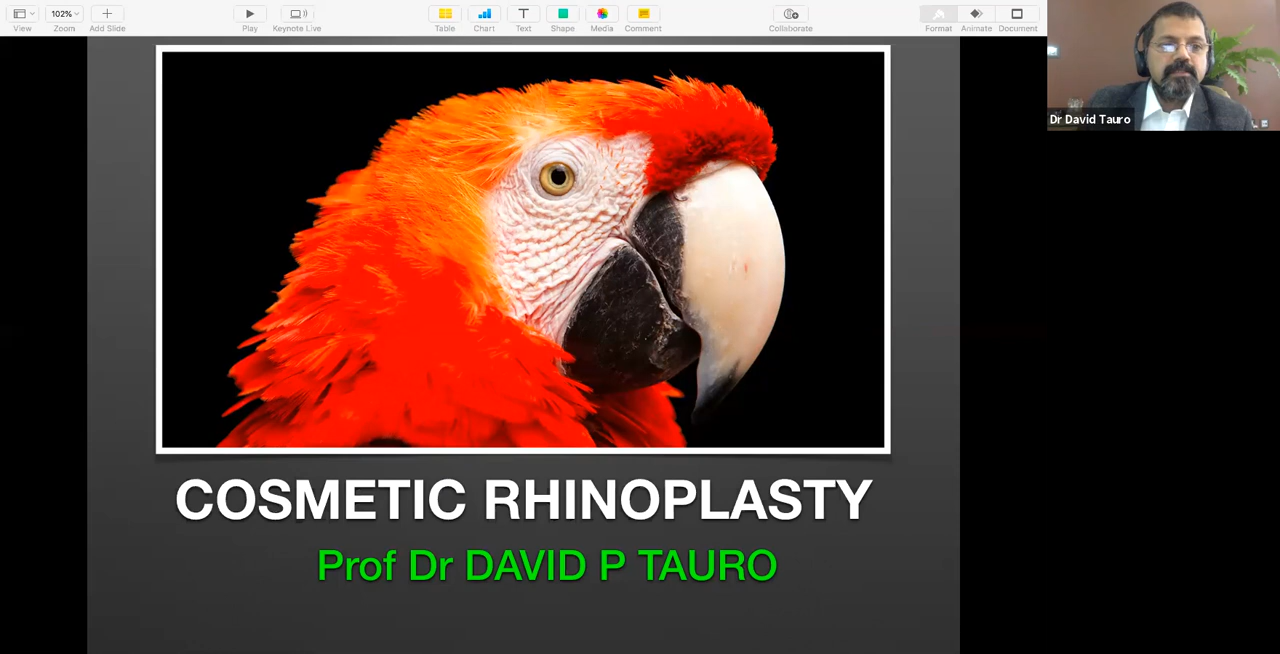 View
102%
Zoom
Add Slide
Play
Keynote Live
Table
Chart
Text
Shape
Media
Comment
Collaborate
Format
Animate
Document
Dr David Tauro
COSMETIC RHINOPLASTY
Prof Dr DAVID P TAURO